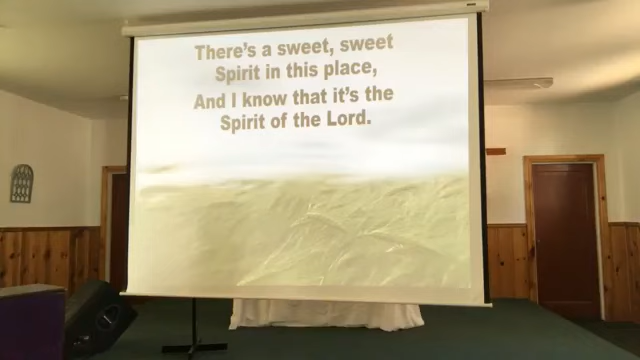 There's a sweet, sweet
Spirit in this place,
And I know that it's the
Spirit of the Lord.